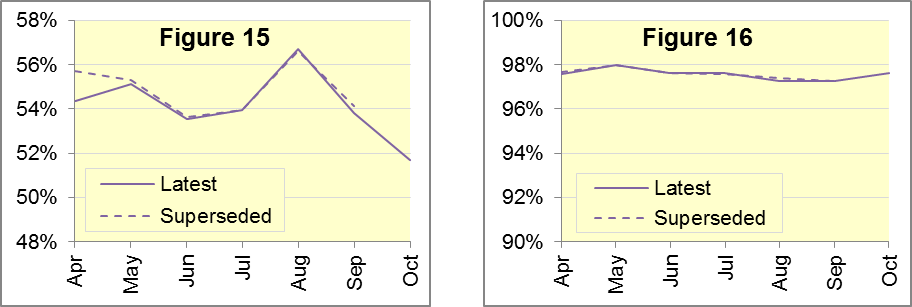 Figure 15
58%
56%
54%
52%
50%
48%
Latest
Superseded
Apr
May
Jun
Jul
Aug
Sep
Oct
Figure 16
100%
98%
96%
94%
92%
90%
Latest
Superseded
Apr
May
Jun
Jul
Aug
Sep
Oct